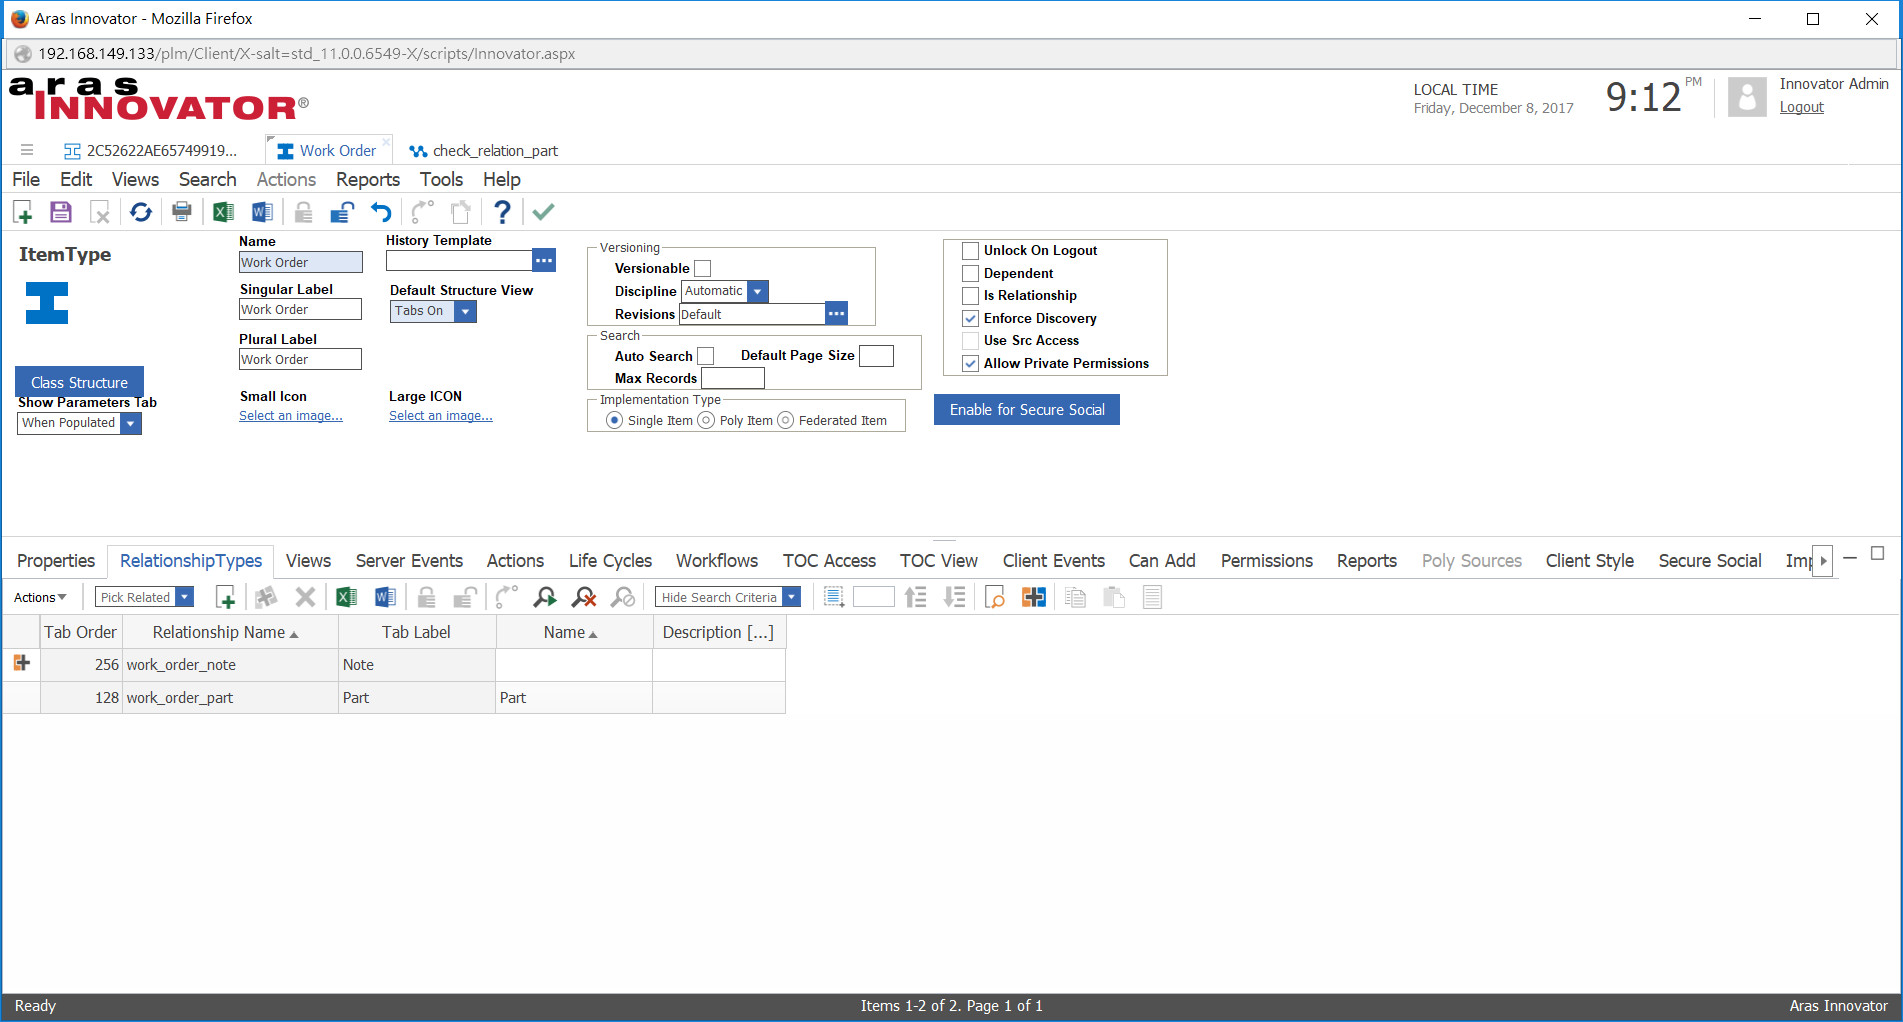 Aras Innovator - Mozilla Firefox
192.168.149.133/plm/Client/X-salt=std_11.0.0.6549-X/scripts/Innovator.aspx
aras
INNOVATOR®
LOCAL TIME
Friday, December 8, 2017
9:12 PM
Innovator Admin
Logout
2C52622AE65749919... Work Order check_relation_part
File Edit Views Search Actions Reports Tools Help
ItemType
Class Structure
Show Parameters Tab
When Populated
Name
Work Order
Singular Label
Work Order
Plural Label
Work Order
Small Icon
Select an image...
History Template
Default Structure View
Tabs On
Large ICON
Select an image...
Versioning
Versionable
Discipline Automatic
Revisions Default
Search
Auto Search Default Page Size
Max Records
Implementation Type
Single Item Poly Item Federated Item
Unlock On Logout
Dependent
Is Relationship
Enforce Discovery
Use Src Access
Allow Private Permissions
Enable for Secure Social
Properties RelationshipTypes Views Server Events Actions Life Cycles Workflows TOC Access TOC View Client Events Can Add Permissions Reports Poly Sources Client Style Secure Social Imp
Actions Pick Related Hide Search Criteria
Tab Order Relationship Name Tab Label Name Description [...]
256 work_order_note Note
128 work_order_part Part Part
Ready Items 1-2 of 2. Page 1 of 1 Aras Innovator